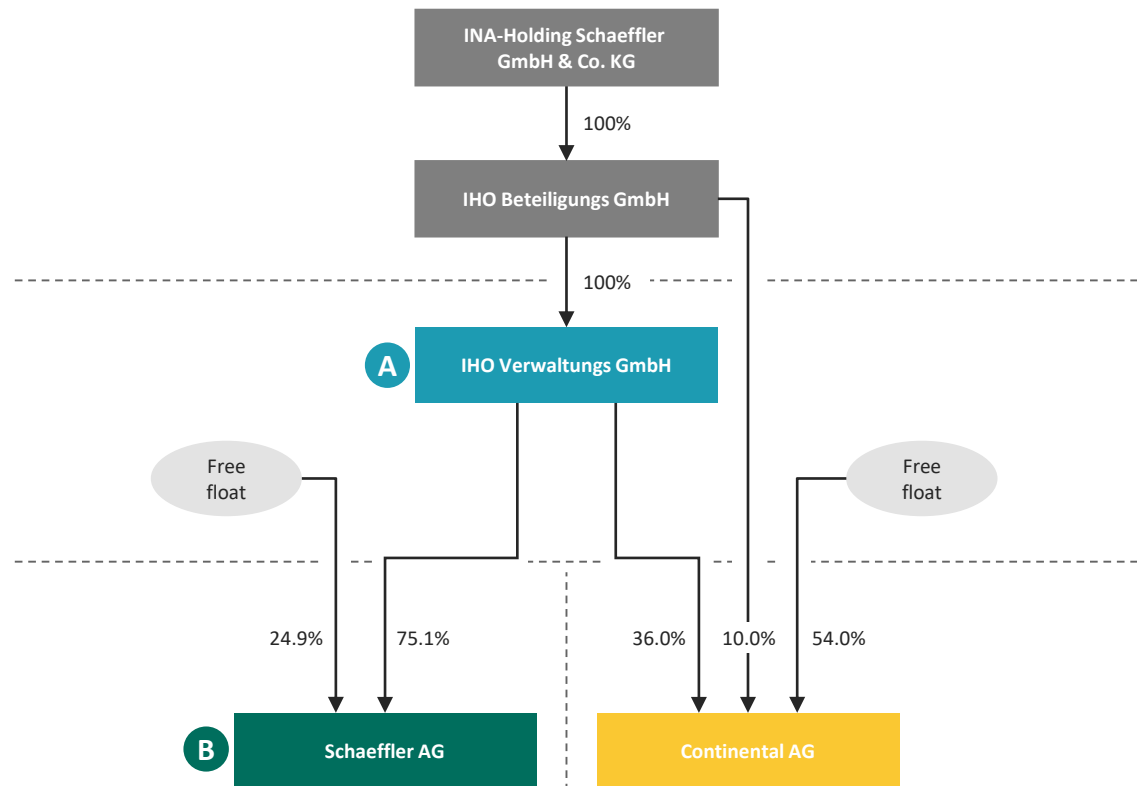 INA-Holding Schaeffler
GmbH & Co. KG
100%
IHO Beteiligungs GmbH
100%
A
IHO Verwaltungs GmbH
Free
float
Free
float
24.9%
75.1%
36.0%
10.0%
54.0%
B
Schaeffler AG
Continental AG